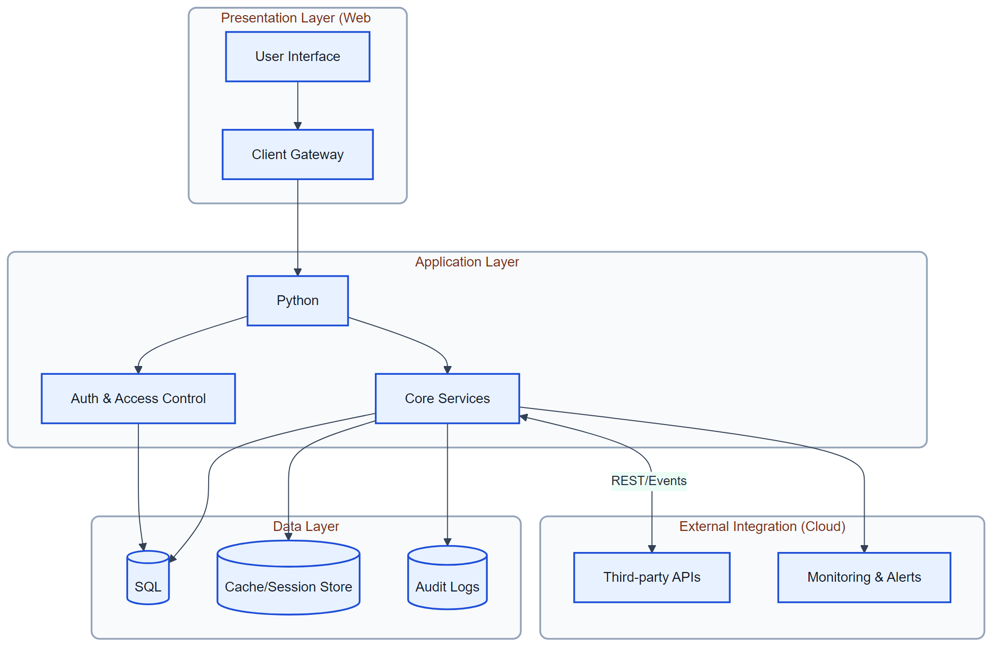 Presentation Layer (Web
User Interface
Client Gateway
Application Layer
Python
Auth & Access Control
Core Services
REST/Events
Data Layer
External Integration (Cloud)
SQL
Cache/Session Store
Audit Logs
Third-party APIs
Monitoring & Alerts